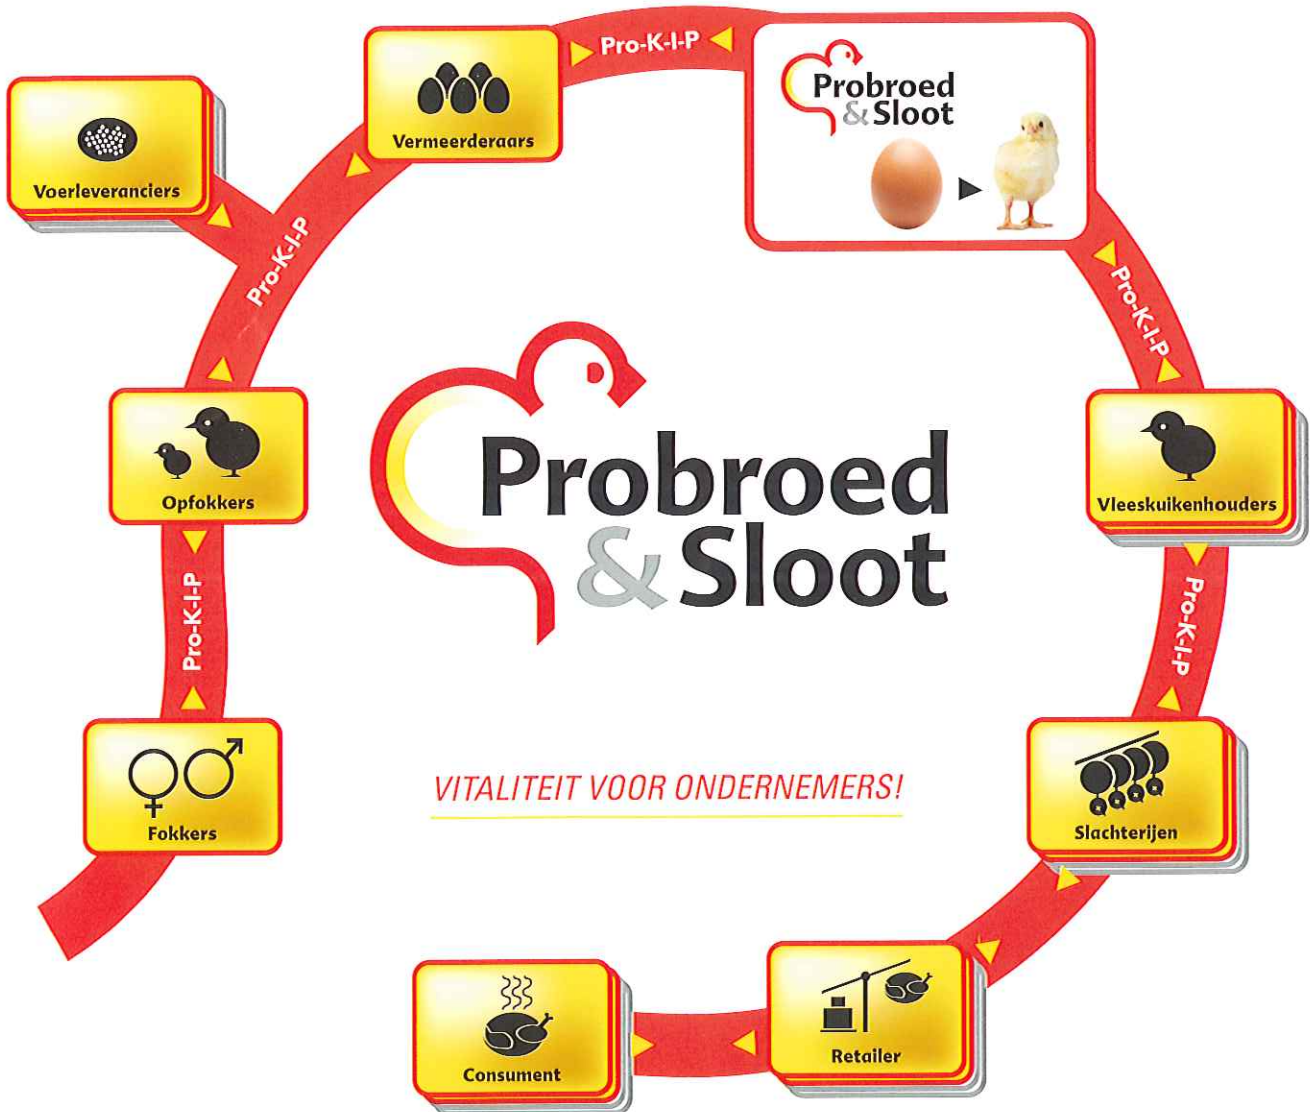 Pro-K-I-P
Probroed
& Sloot
Vermeerderaars
Voerleveranciers
Pro-K-I-P
Pro-K-I-P
Opfokkers
Probroed
& Sloot
Vleeskuikenhouders
Pro-K-I-P
Pro-K-I-P
Fokkers
VITALITEIT VOOR ONDERNEMERS!
Slachterijen
Retailer
Consument